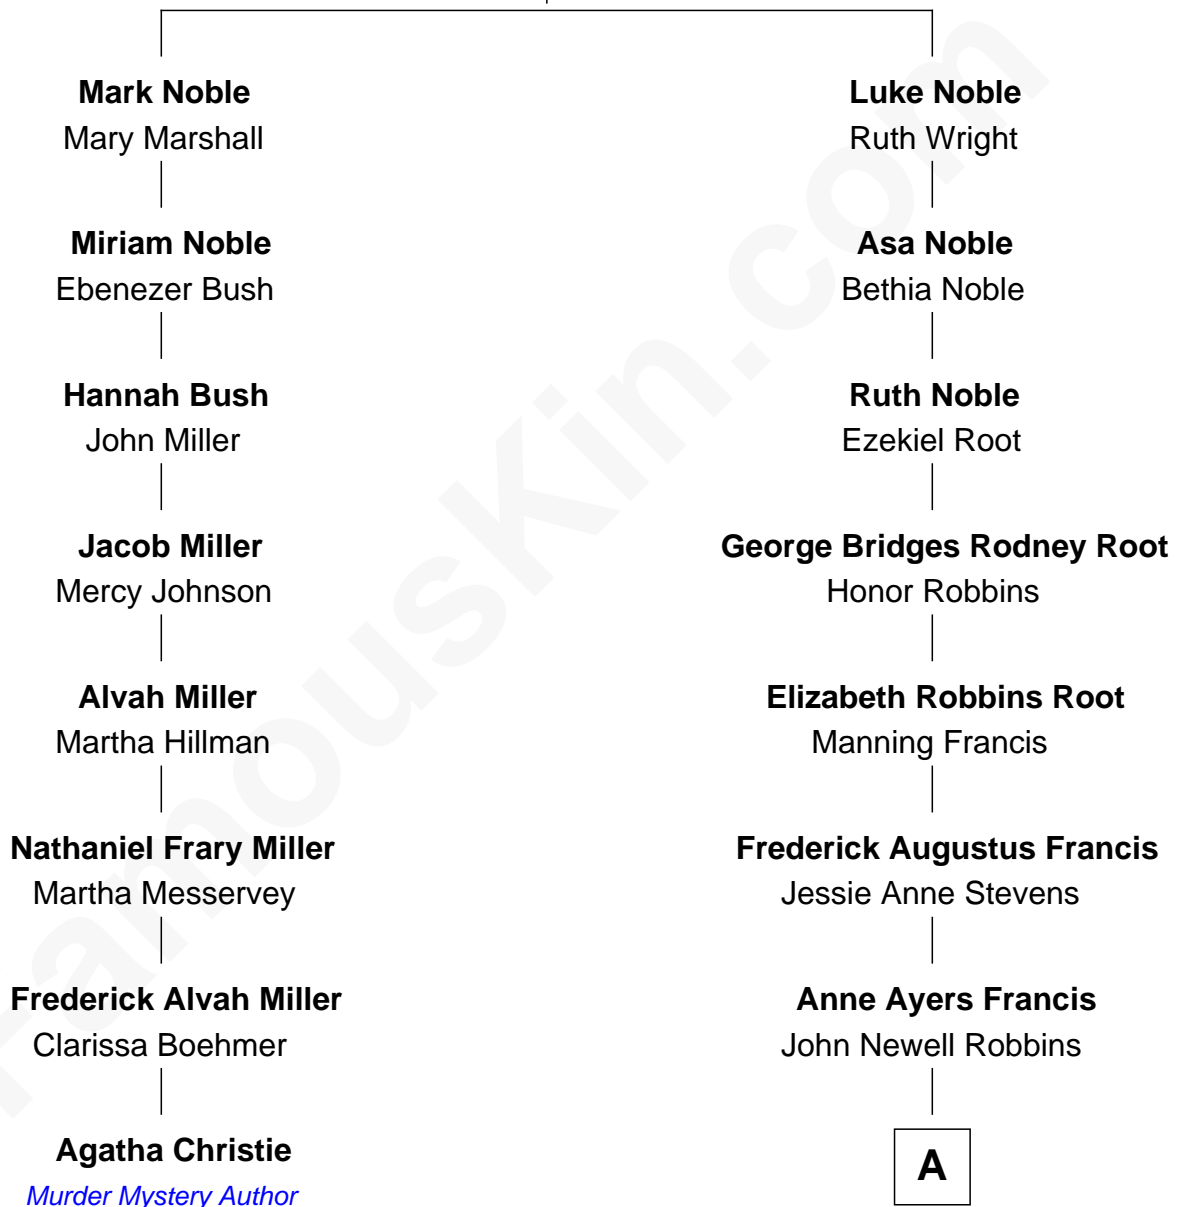 Mark Noble
Mary Marshall
Miriam Noble
Ebenezer Bush
Hannah Bush
John Miller
Jacob Miller
Mercy Johnson
Alvah Miller
Martha Hillman
Nathaniel Frary Miller
Martha Messervey
Frederick Alvah Miller
Clarissa Boehmer
Agatha Christie
Murder Mystery Author
Luke Noble
Ruth Wright
Asa Noble
Bethia Noble
Ruth Noble
Ezekiel Root
George Bridges Rodney Root
Honor Robbins
Elizabeth Robbins Root
Manning Francis
Frederick Augustus Francis
Jessie Anne Stevens
Anne Ayers Francis
John Newell Robbins
A
FamousKin.com